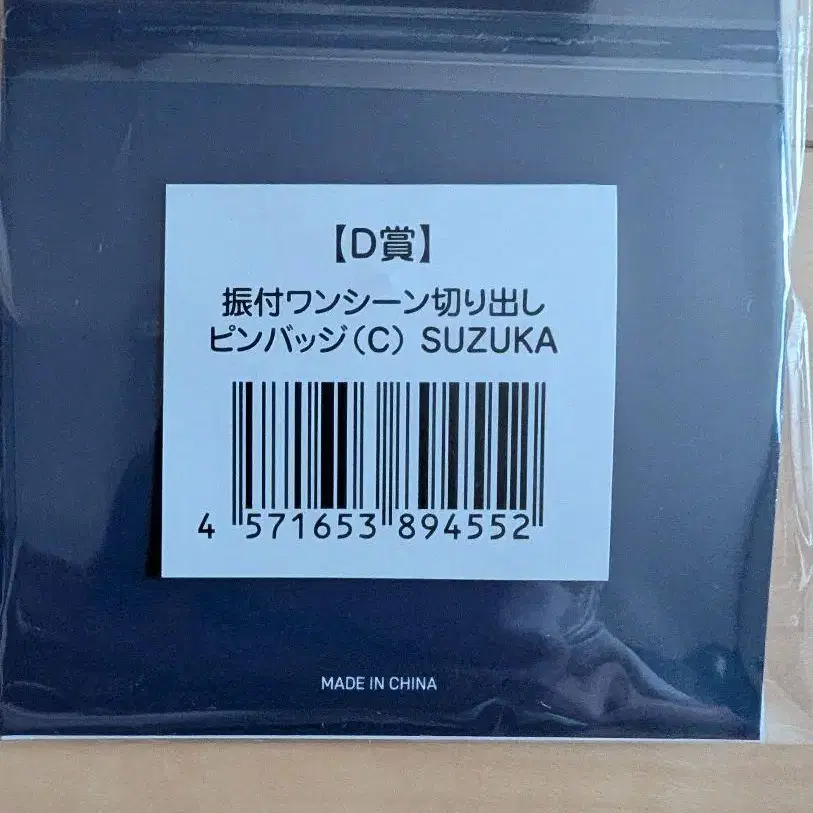 【D賞】
振付ワンシーン切り出し
ピンバッジ(C) SUZUKA
4 571653 894552
MADE IN CHINA